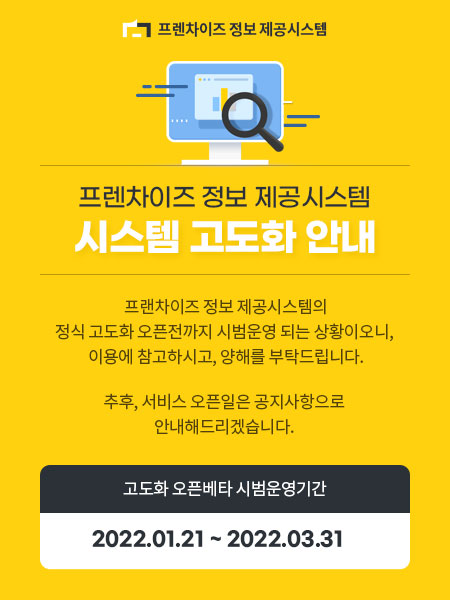 프렌차이즈 정보 제공시스템
프렌차이즈 정보 제공시스템
시스템 고도화 안내
프랜차이즈 정보 제공시스템의
정식 고도화 오픈전까지 시범운영 되는 상황이오니,
이용에 참고하시고, 양해를 부탁드립니다.
추후, 서비스 오픈일은 공지사항으로
안내해드리겠습니다.
고도화 오픈베타 시범운영기간
2022.01.21 ~ 2022.03.31